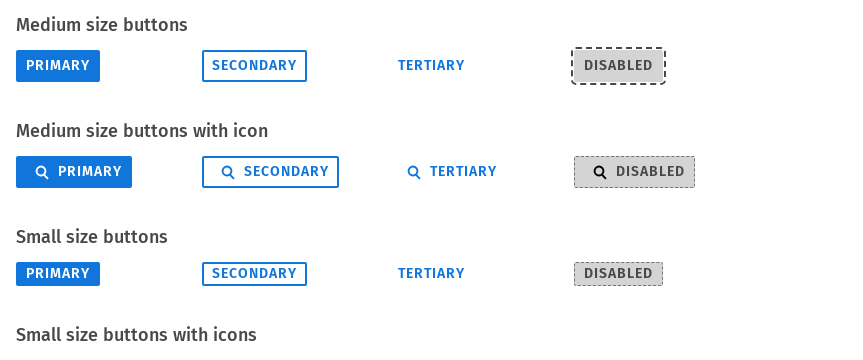 Medium size buttons
PRIMARY SECONDARY TERTIARY DISABLED
Medium size buttons with icon
PRIMARY SECONDARY TERTIARY DISABLED
Small size buttons
PRIMARY SECONDARY TERTIARY DISABLED
Small size buttons with icons